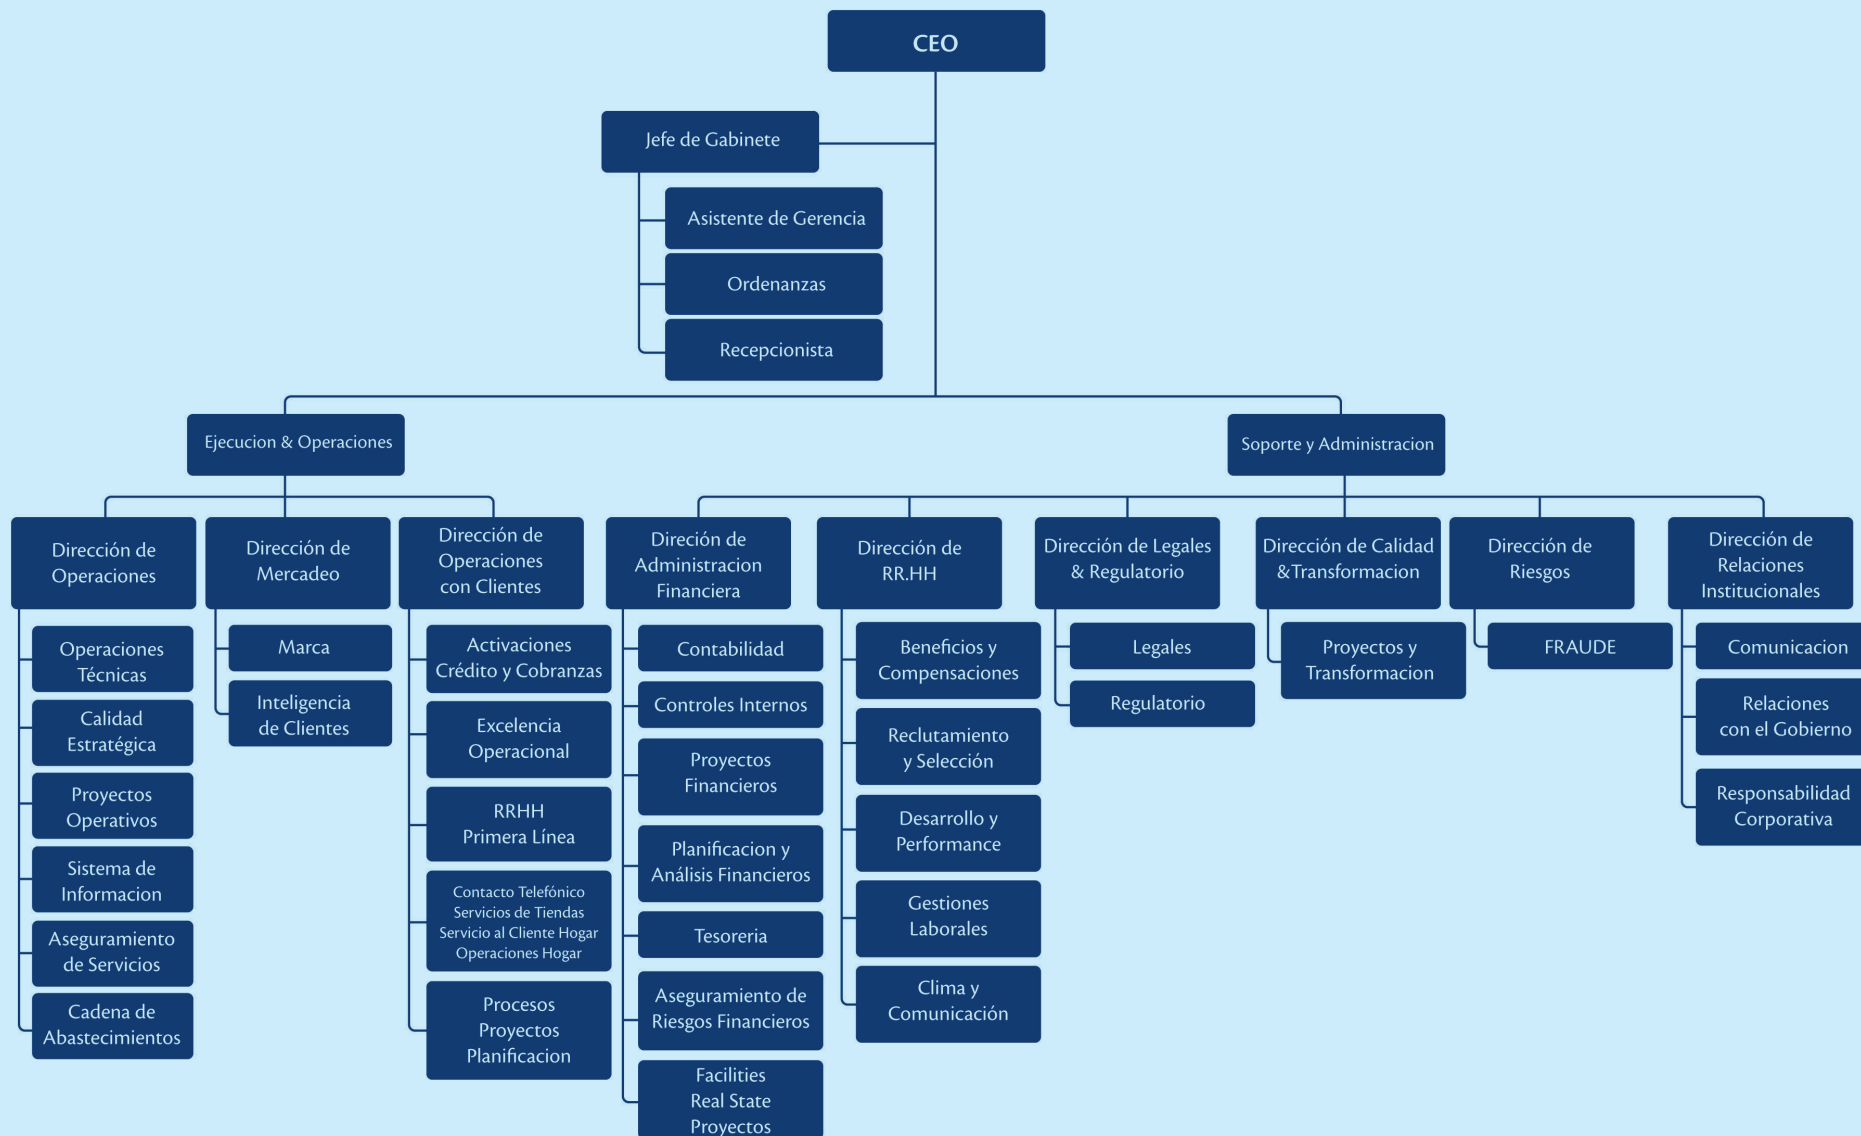 CEO
Jefe de Gabinete
Asistente de Gerencia
Ordenanzas
Recepcionista
Ejecucion & Operaciones
Soporte y Administracion
Dirección de
Operaciones
Dirección de
Mercadeo
Dirección de
Operaciones
con Clientes
Direción de
Administracion
Financiera
Dirección de
RR.HH
Dirección de Legales
& Regulatorio
Dirección de Calidad
&Transformacion
Dirección de
Riesgos
Dirección de
Relaciones
Institucionales
Operaciones
Técnicas
Calidad
Estratégica
Proyectos
Operativos
Sistema de
Informacion
Aseguramiento
de Servicios
Cadena de
Abastecimientos
Marca
Inteligencia
de Clientes
Activaciones
Crédito y Cobranzas
Excelencia
Operacional
RRHH
Primera Línea
Contacto Telefónico
Servicios de Tiendas
Servicio al Cliente Hogar
Operaciones Hogar
Procesos
Proyectos
Planificacion
Contabilidad
Controles Internos
Proyectos
Financieros
Planificacion y
Análisis Financieros
Tesoreria
Aseguramiento de
Riesgos Financieros
Facilities
Real State
Proyectos
Beneficios y
Compensaciones
Reclutamiento
y Selección
Desarrollo y
Performance
Gestiones
Laborales
Clima y
Comunicación
Legales
Regulatorio
Proyectos y
Transformacion
FRAUDE
Comunicacion
Relaciones
con el Gobierno
Responsabilidad
Corporativa